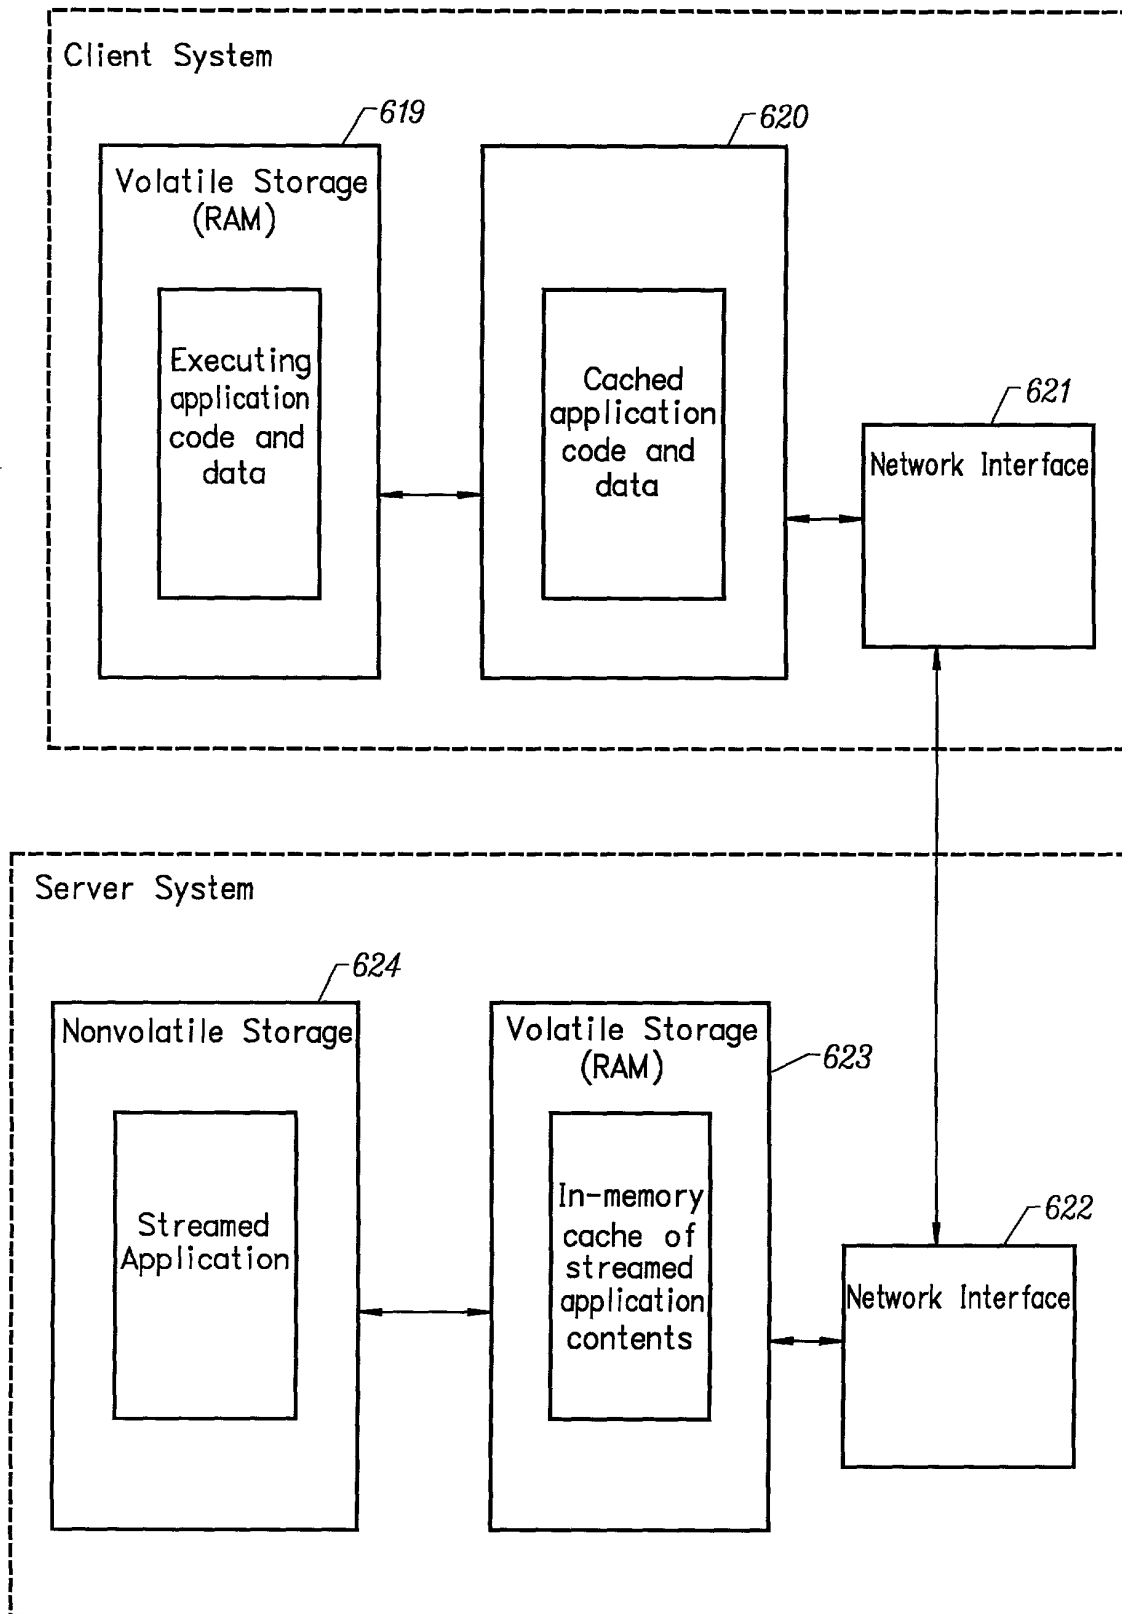 Client System
619
620
Volatile Storage
(RAM)
Executing
application
code and
data
Cached
application
code and
data
621
Network Interface
Server System
624
Nonvolatile Storage
Streamed
Application
Volatile Storage
(RAM)
623
In-memory
cache of
streamed
application
contents
622
Network Interface